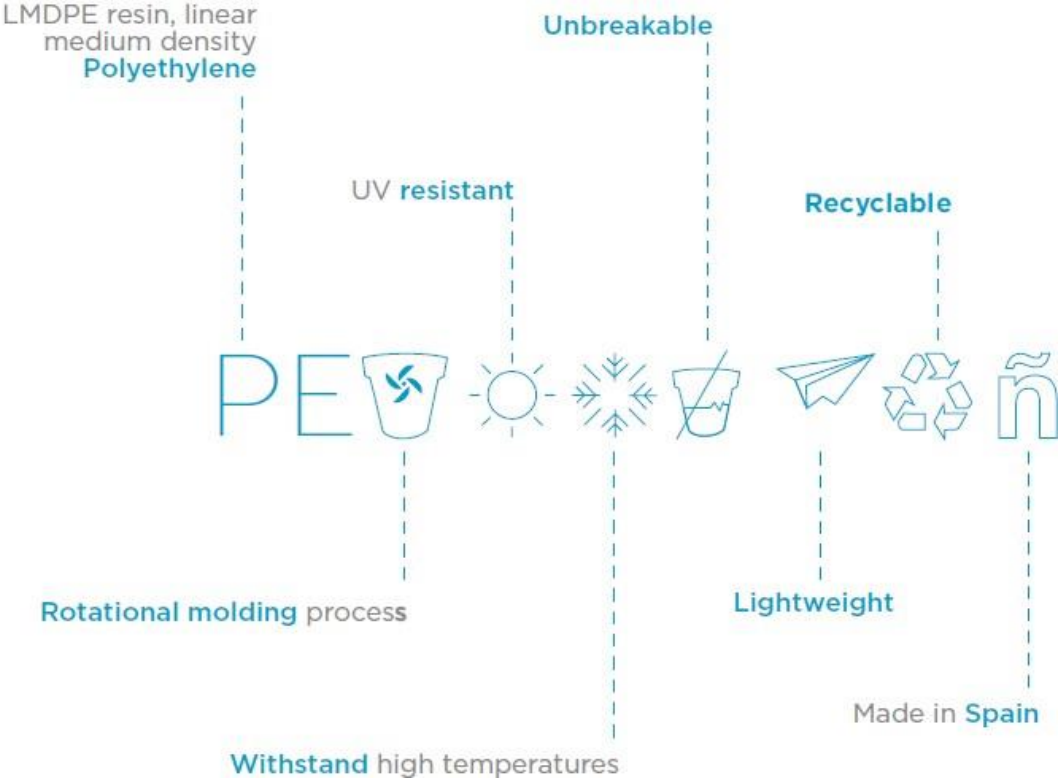 LMDPE resin, linear
medium density
Polyethylene
Unbreakable
UV resistant
Recyclable
PE
ñ
Rotational molding process
Lightweight
Made in Spain
Withstand high temperatures